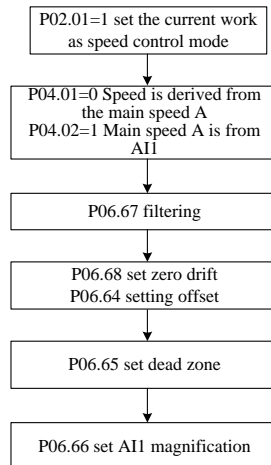 P02.01=1 set the current work
as speed control mode
P04.01=0 Speed is derived from
the main speed A
P04.02=1 Main speed A is from
AI1
P06.67 filtering
P06.68 set zero drift
P06.64 setting offset
P06.65 set dead zone
P06.66 set AI1 magnification